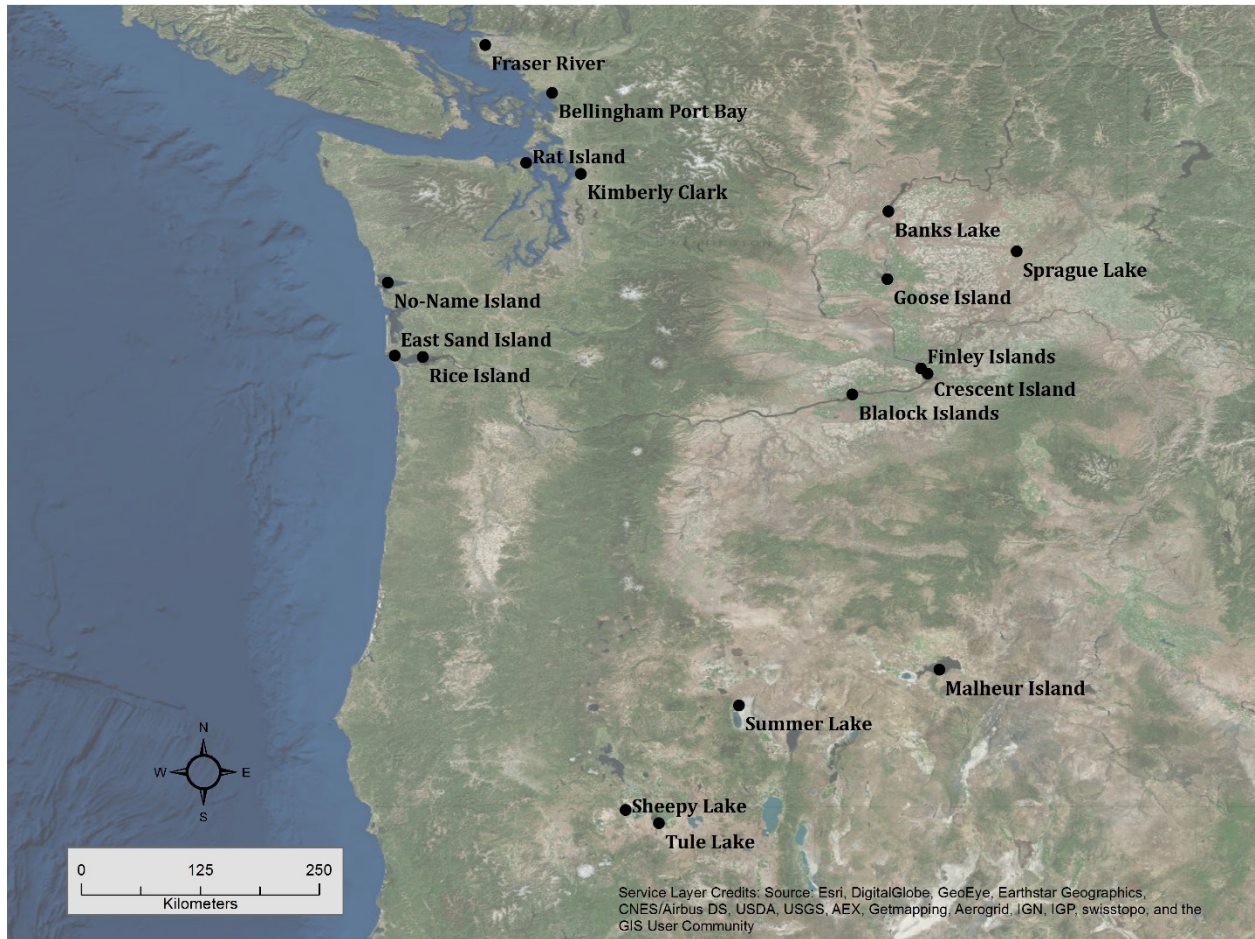 Fraser River
Bellingham Port Bay
Rat Island
Kimberly Clark
Banks Lake
Sprague Lake
Goose Island
No-Name Island
East Sand Island
Rice Island
Finley Islands
Crescent Island
Blalock Islands
Malheur Island
Summer Lake
Sheepy Lake
Tule Lake
N
W E
S
0 125 250
Kilometers
Service Layer Credits: Source: Esri, DigitalGlobe, GeoEye, Earthstar Geographics,
CNES/Airbus DS, USDA, USGS, AEX, Getmapping, Aerogrid, IGN, IGP, swisstopo, and the
GIS User Community